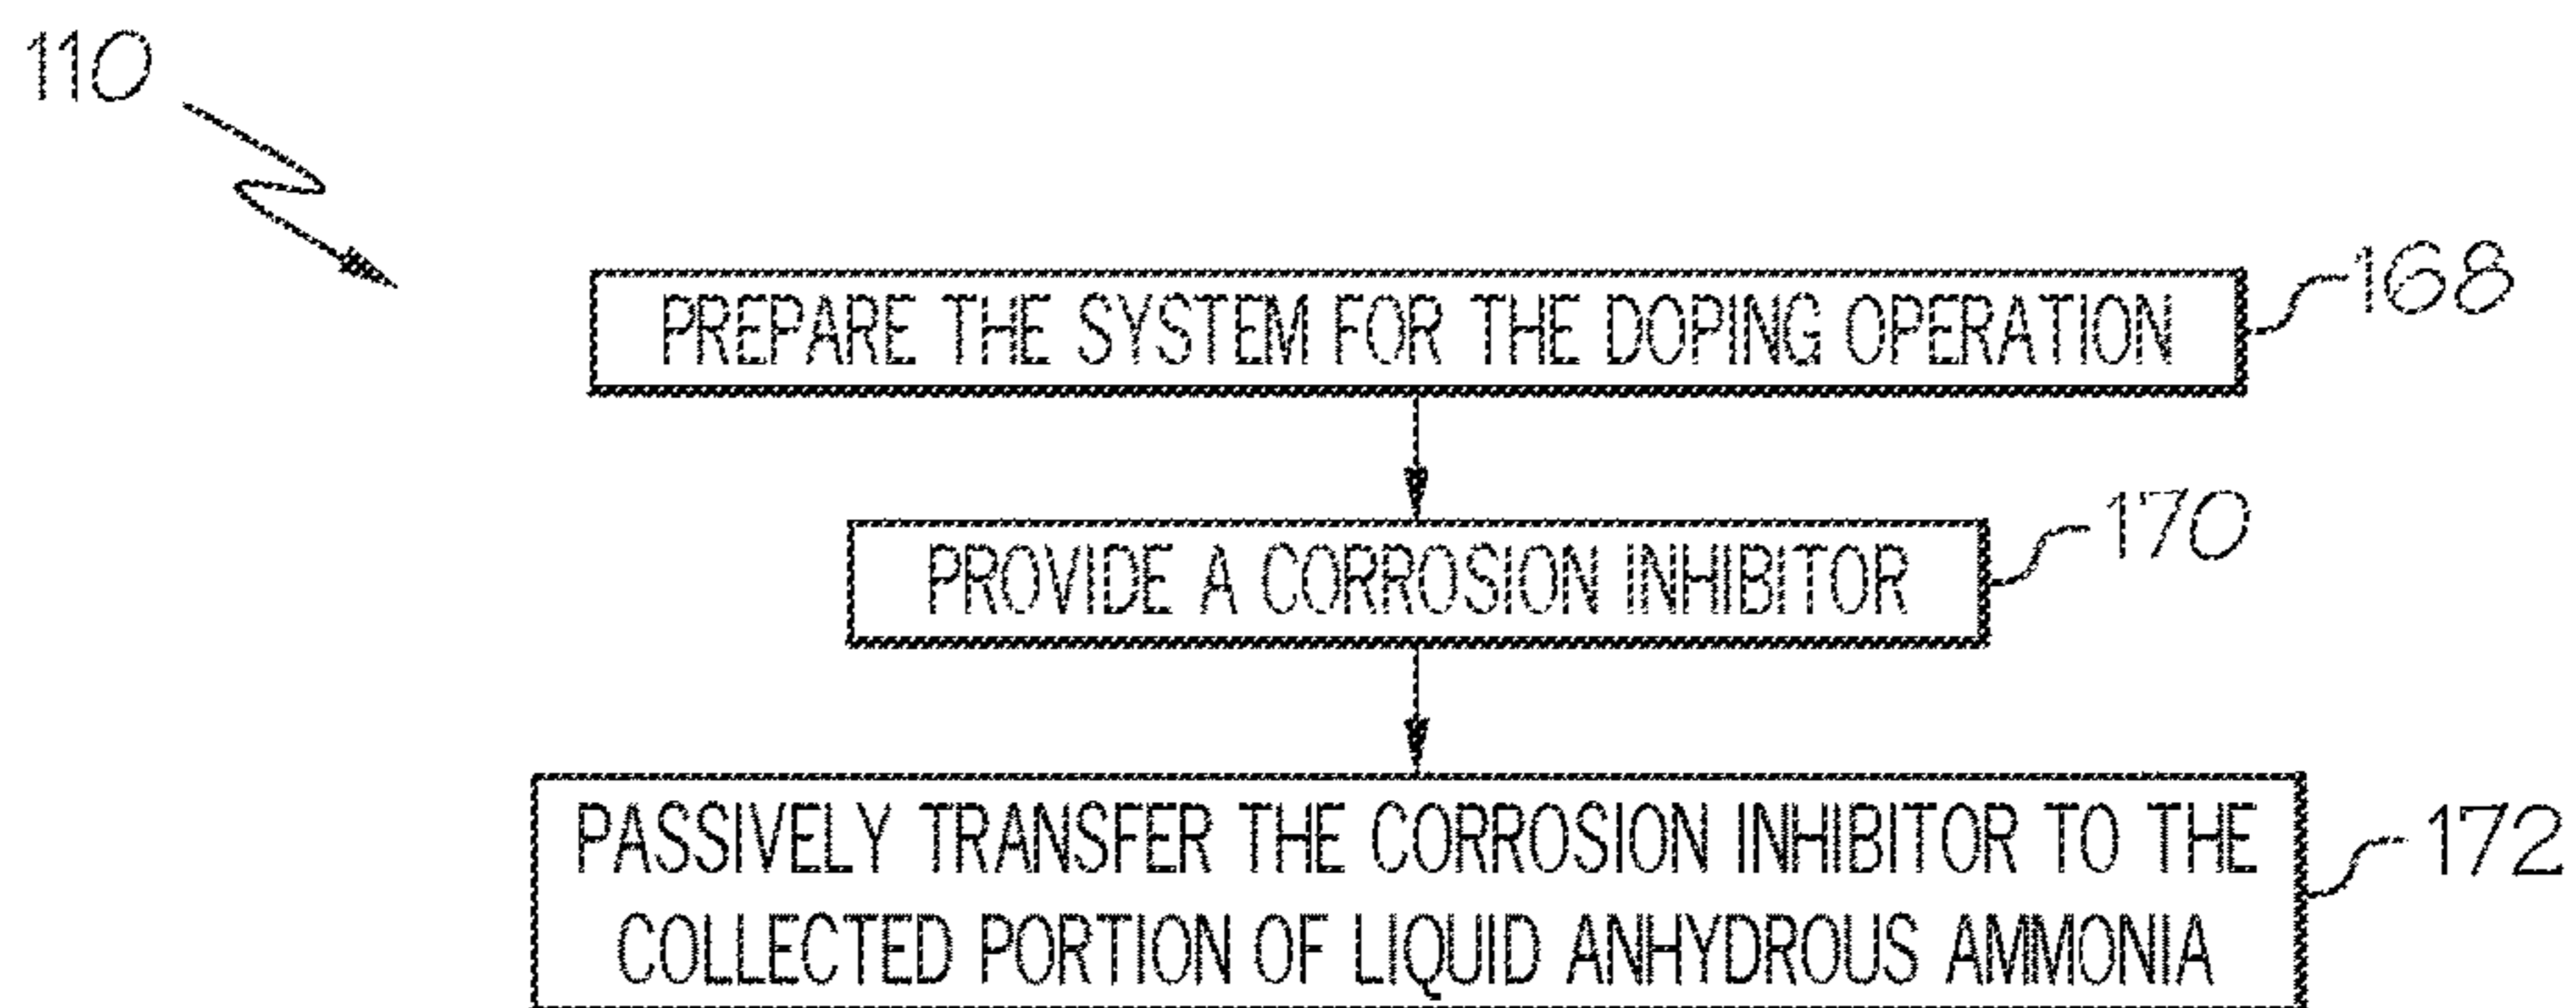 110
PREPARE THE SYSTEM FOR THE DOPING OPERATION
168
PROVIDE A CORROSION INHIBITOR
170
PASSIVELY TRANSFER THE CORROSION INHIBITOR TO THE
COLLECTED PORTION OF LIQUID ANHYDROUS AMMONIA
172